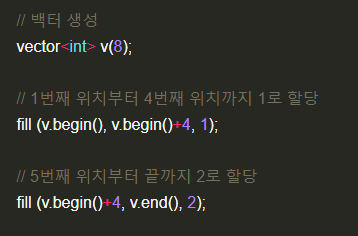 // 백터 생성
vector<int> v(8);
// 1번째 위치부터 4번째 위치까지 1로 할당
fill (v.begin(), v.begin()+4, 1);
// 5번째 위치부터 끝까지 2로 할당
fill (v.begin()+4, v.end(), 2);